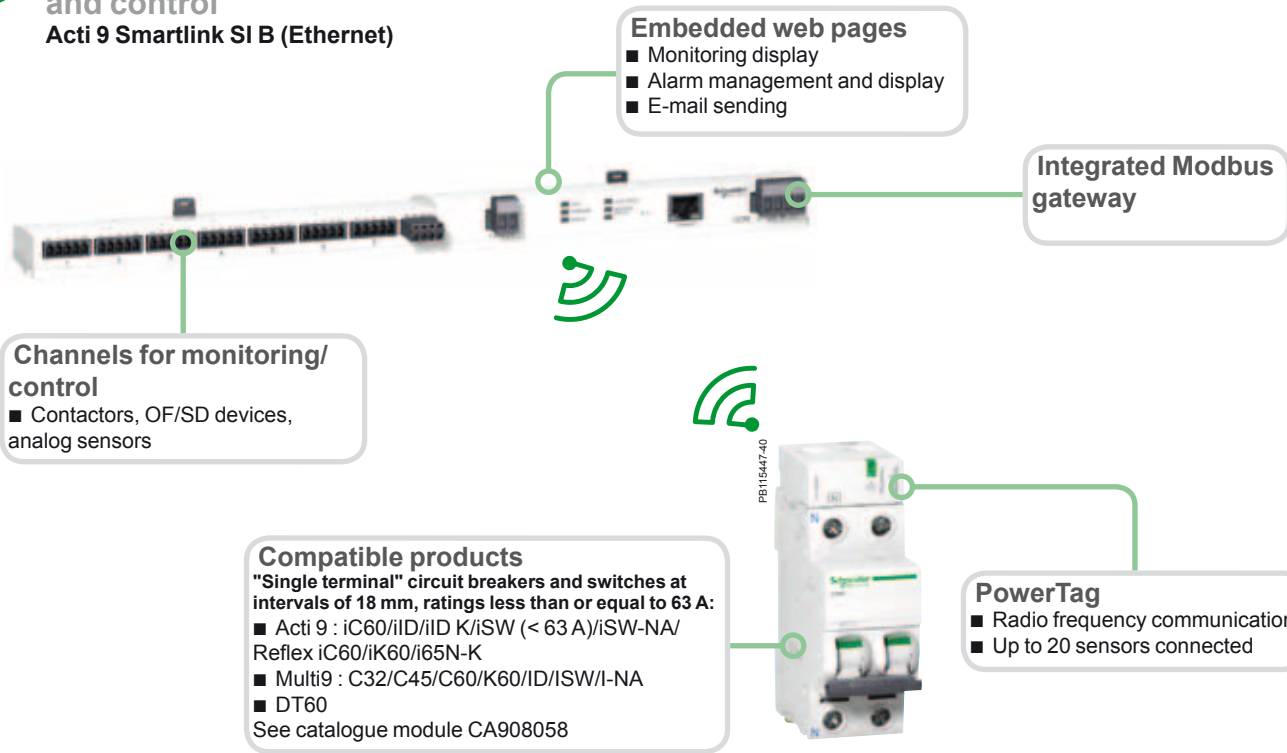 and control
Acti 9 Smartlink SI B (Ethernet)
Embedded web pages
■ Monitoring display
■ Alarm management and display
■ E-mail sending
Integrated Modbus
gateway
Channels for monitoring/
control
■ Contactors, OF/SD devices,
analog sensors
PB115447-40
Compatible products
"Single terminal" circuit breakers and switches at
intervals of 18 mm, ratings less than or equal to 63 A:
■ Acti 9 : iC60/iID/iID K/iSW (< 63 A)/iSW-NA/
Reflex iC60/iK60/i65N-K
■ Multi9 : C32/C45/C60/K60/ID/ISW/I-NA
■ DT60
See catalogue module CA908058
N
N
Schneider
PowerTag
■ Radio frequency communication
■ Up to 20 sensors connected